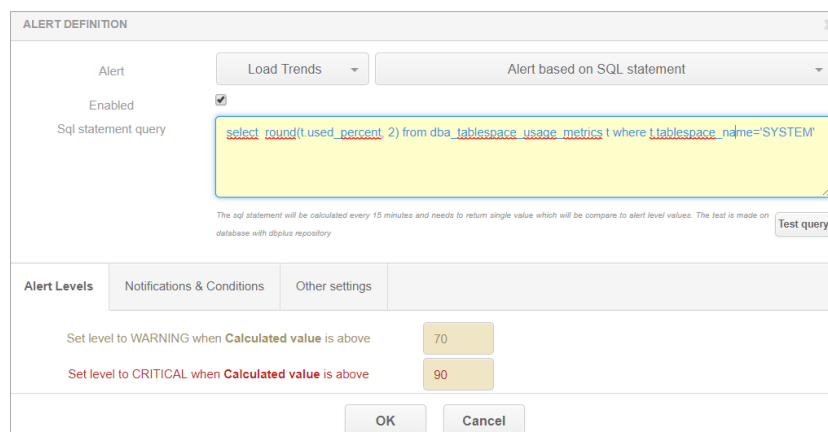 ALERT DEFINITION
Alert
Load Trends
Alert based on SQL statement
Enabled
Sql statement query
select round(t.used_percent, 2) from dba_tablespace_usage_metrics t where t.tablespace_name='SYSTEM'
The sql statement will be calculated every 15 minutes and needs to return single value which will be compare to alert level values. The test is made on
database with dbplus repository
Test query
Alert Levels
Notifications & Conditions
Other settings
Set level to WARNING when Calculated value is above
70
Set level to CRITICAL when Calculated value is above
90
OK
Cancel